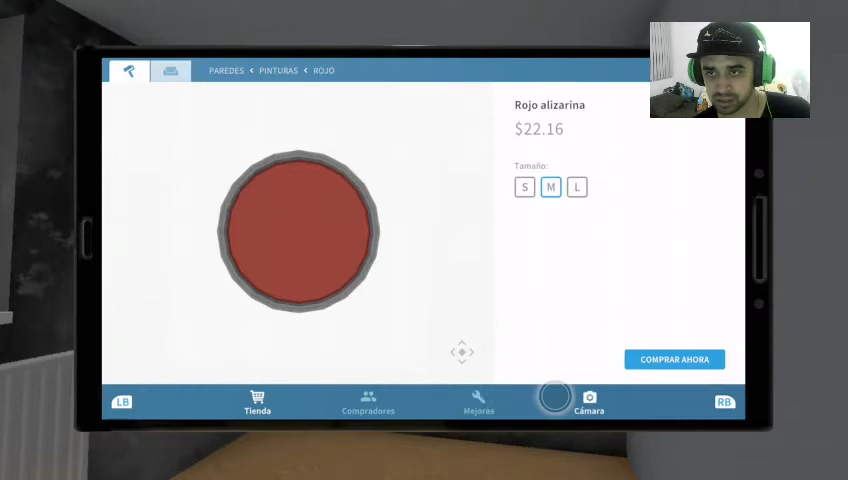 PAREDES < PINTURAS < ROJO
Rojo alizarina
$22.16
Tamaño:
S M L
COMPRAR AHORA
LB Tienda Compradores Mejoras Cámara RB